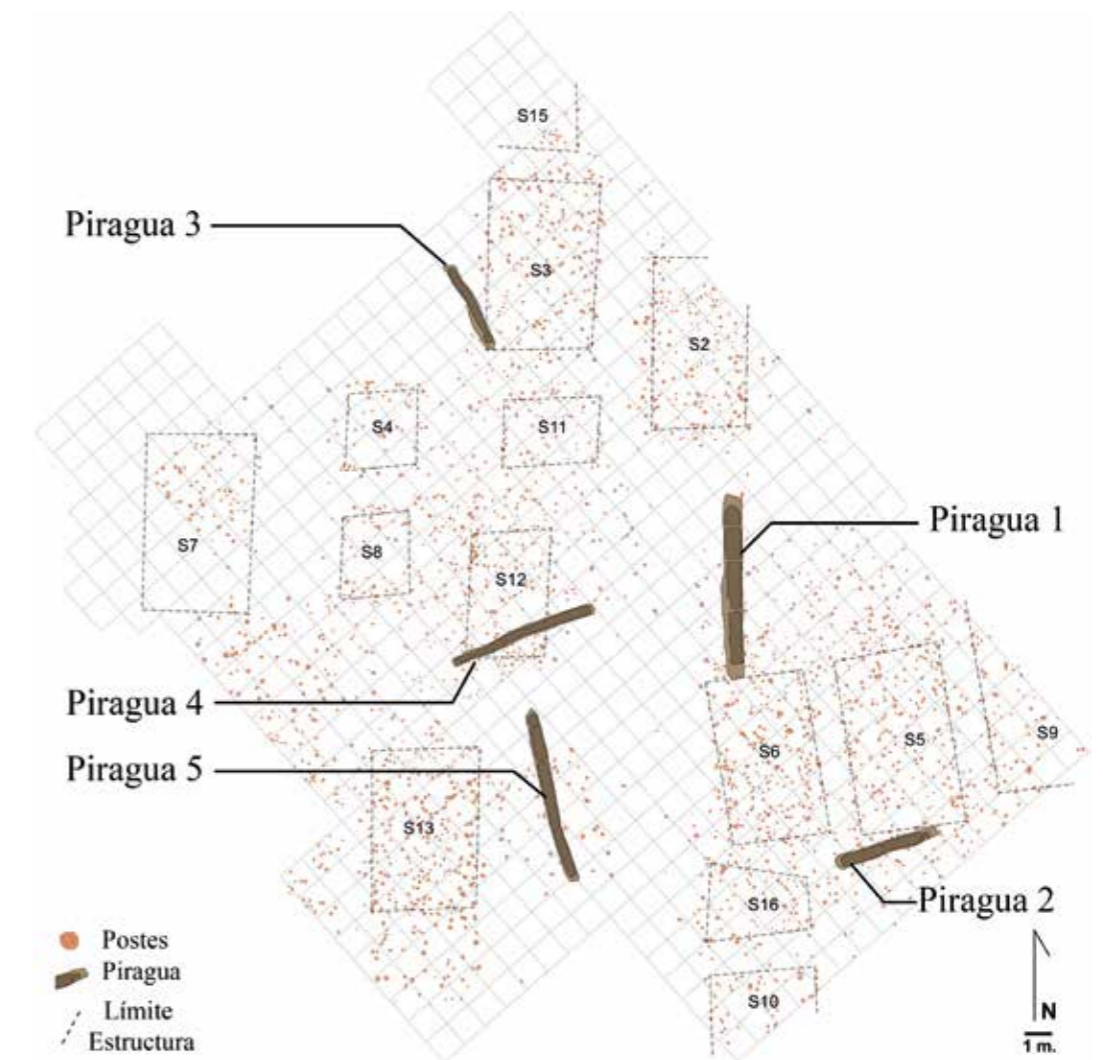 S15
Piragua 3
S3
S2
S4
S11
S7
Piragua 1
S8
S12
Piragua 4
S9
S5
S6
Piragua 5
S13
Piragua 2
S16
Postes
Piragua
S10
Límite
N
Estructura
1 m.